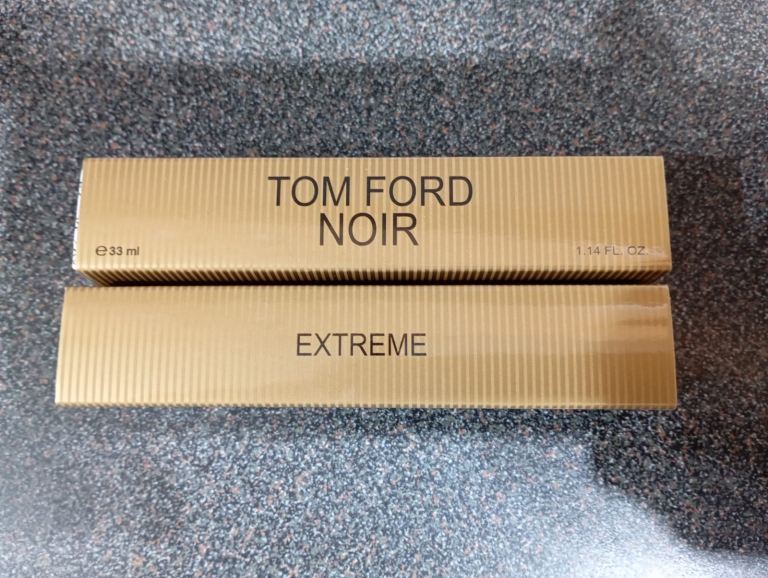 TOM FORD
NOIR
℮33 ml
1.14 FL. OZ.
EXTREME